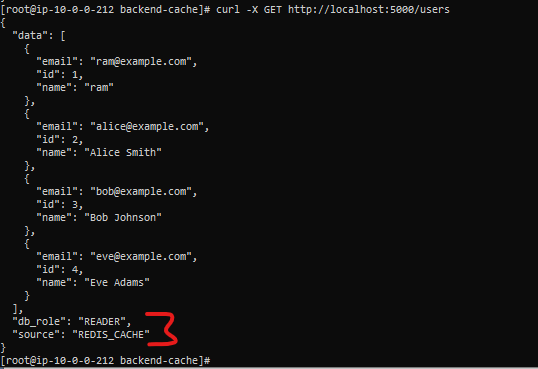 [root@ip-10-0-0-212 backend-cache]# curl -X GET http://localhost:5000/users
{
  "data": [
    {
      "email": "ram@example.com",
      "id": 1,
      "name": "ram"
    },
    {
      "email": "alice@example.com",
      "id": 2,
      "name": "Alice Smith"
    },
    {
      "email": "bob@example.com",
      "id": 3,
      "name": "Bob Johnson"
    },
    {
      "email": "eve@example.com",
      "id": 4,
      "name": "Eve Adams"
    }
  ],
  "db_role": "READER",
  "source": "REDIS_CACHE"
}
[root@ip-10-0-0-212 backend-cache]#